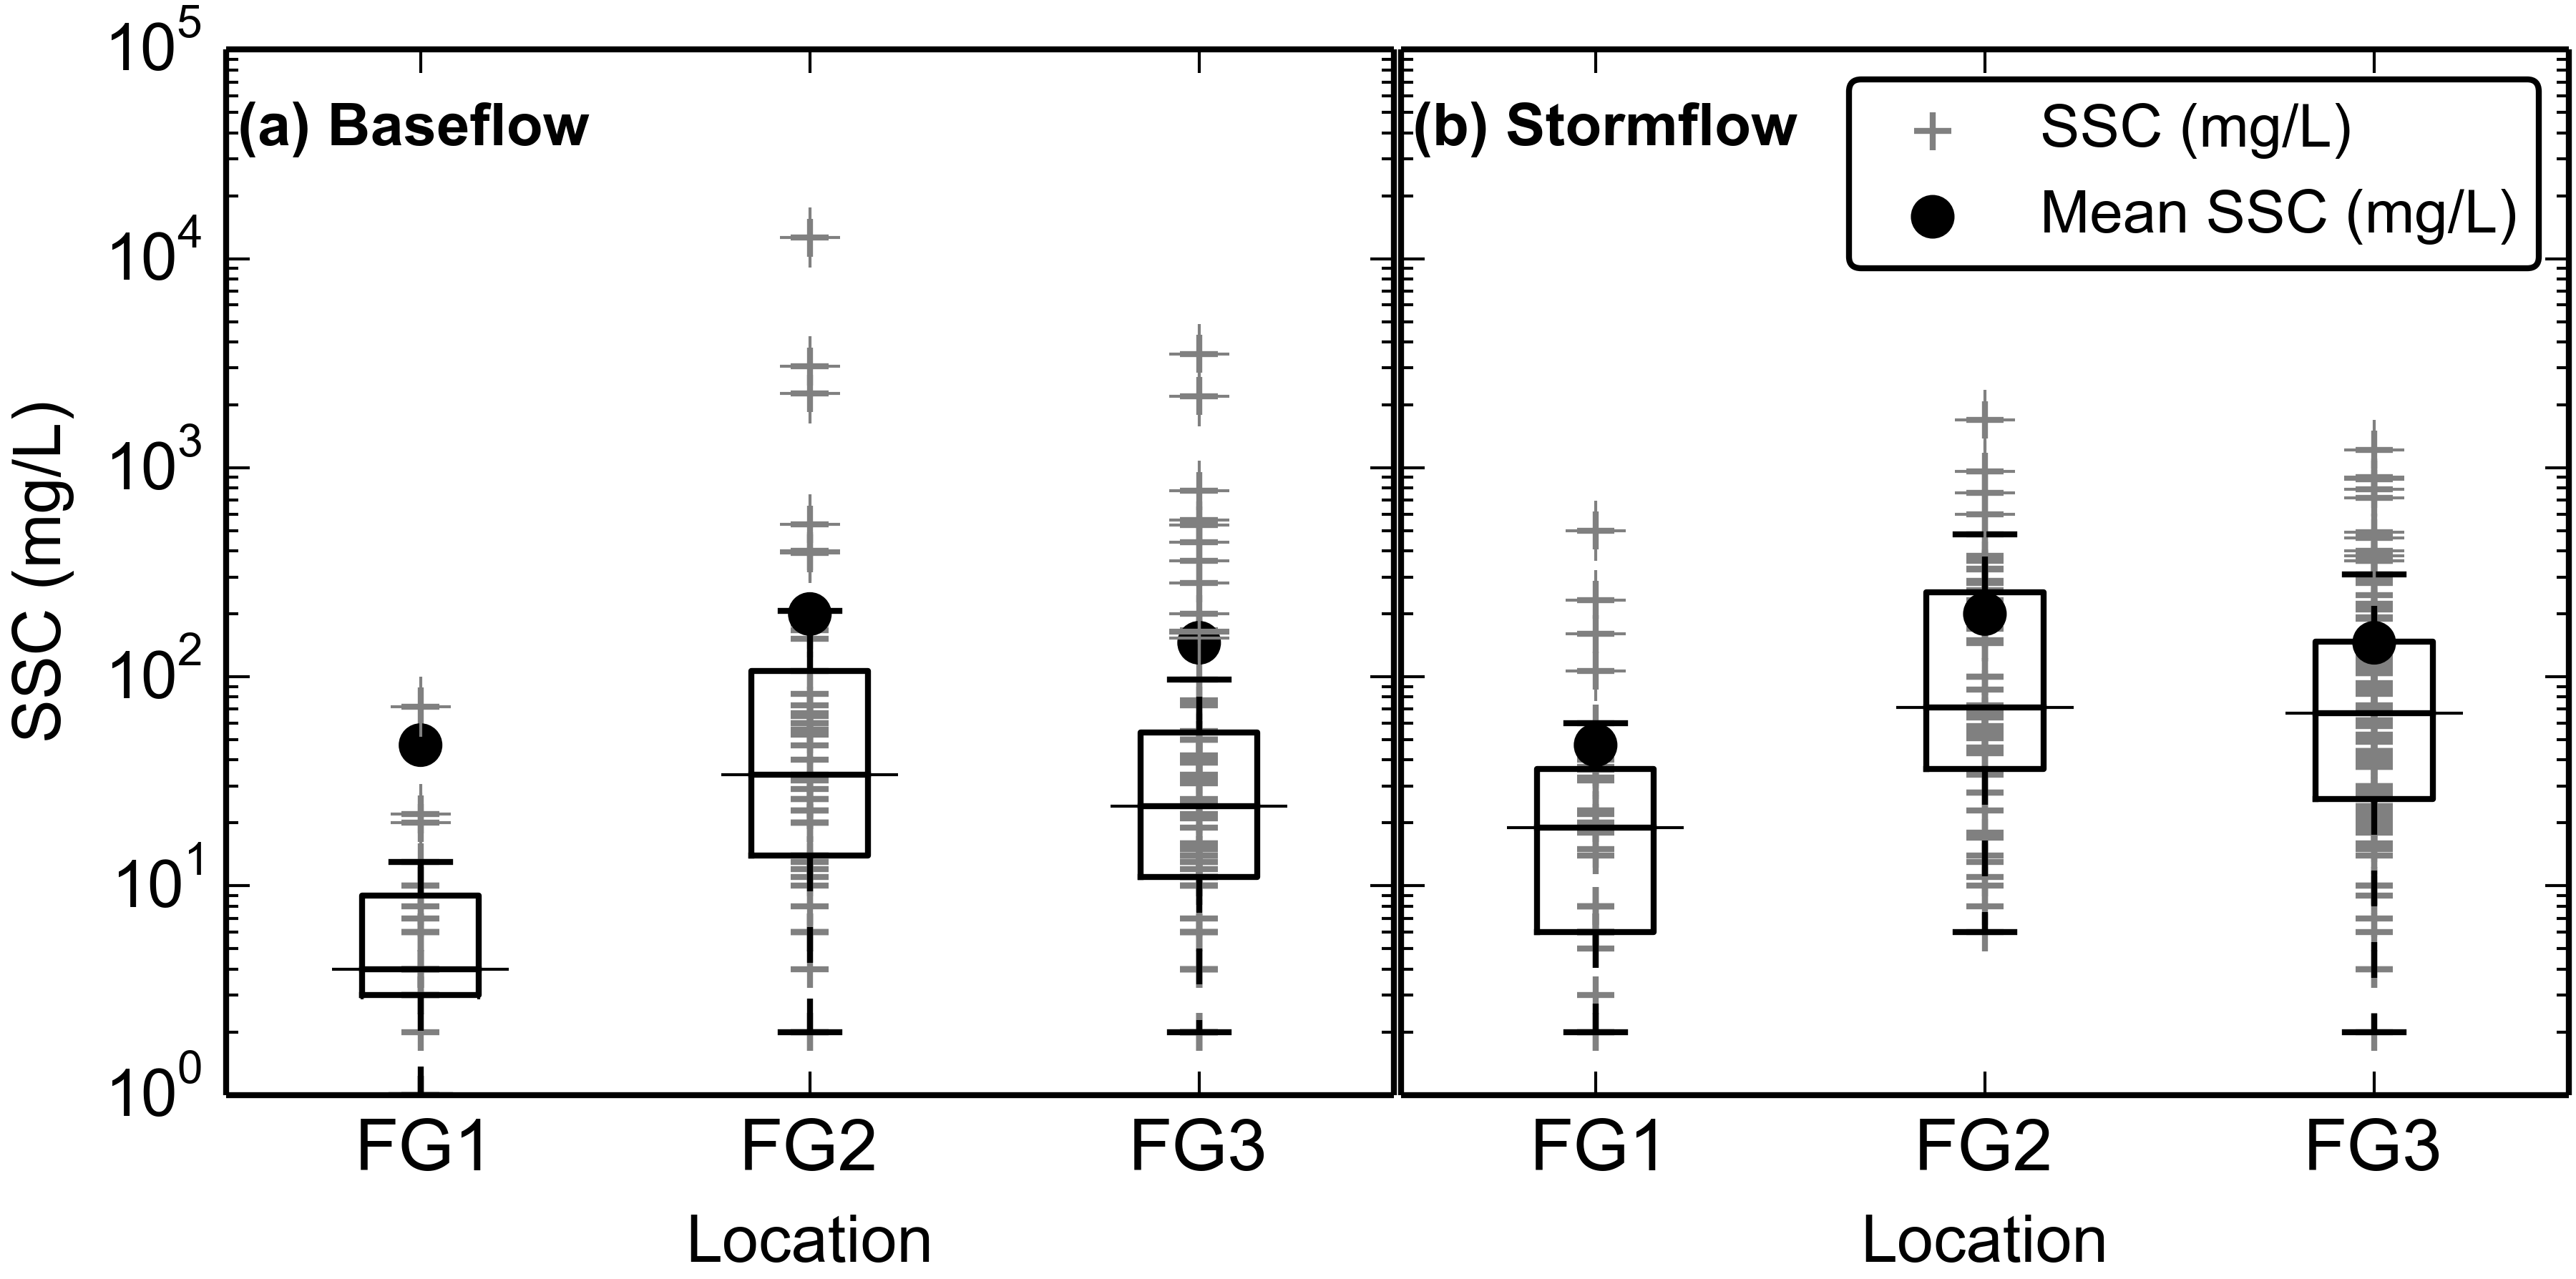 10^5
10^4
10^3
10^2
10^1
10^0
SSC (mg/L)
(a) Baseflow
FG1 FG2 FG3
Location
(b) Stormflow
SSC (mg/L)
Mean SSC (mg/L)
FG1 FG2 FG3
Location